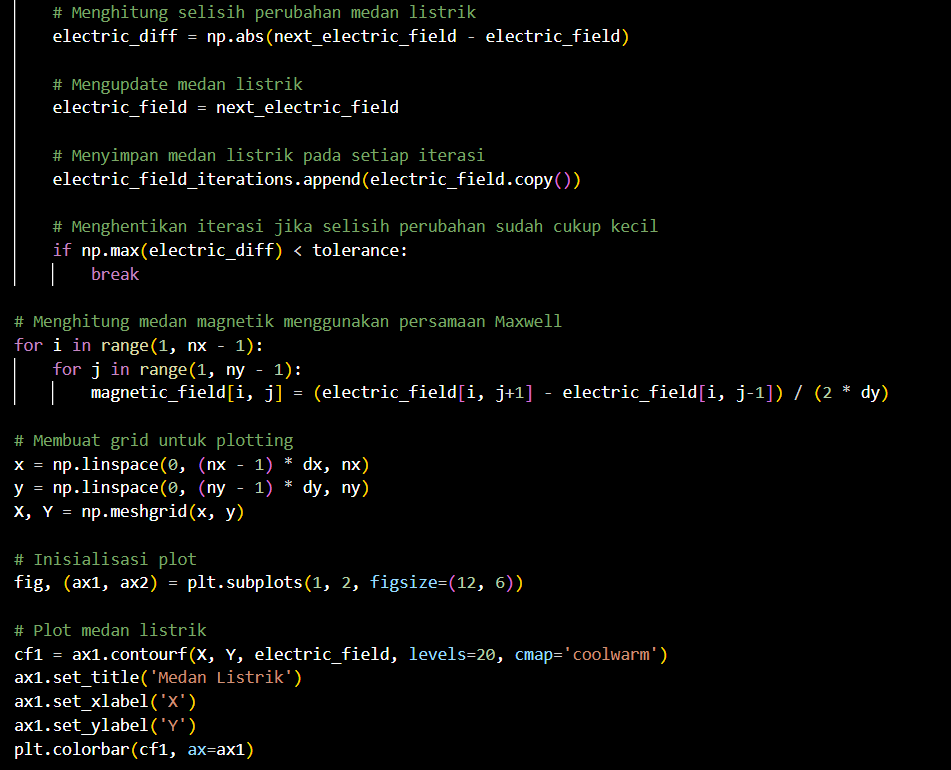 # Menghitung selisih perubahan medan listrik
electric_diff = np.abs(next_electric_field - electric_field)
# Mengupdate medan listrik
electric_field = next_electric_field
# Menyimpan medan listrik pada setiap iterasi
electric_field_iterations.append(electric_field.copy())
# Menghentikan iterasi jika selisih perubahan sudah cukup kecil
if np.max(electric_diff) < tolerance:
break
# Menghitung medan magnetik menggunakan persamaan Maxwell
for i in range(1, nx - 1):
for j in range(1, ny - 1):
magnetic_field[i, j] = (electric_field[i, j+1] - electric_field[i, j-1]) / (2 * dy)
# Membuat grid untuk plotting
x = np.linspace(0, (nx - 1) * dx, nx)
y = np.linspace(0, (ny - 1) * dy, ny)
X, Y = np.meshgrid(x, y)
# Inisialisasi plot
fig, (ax1, ax2) = plt.subplots(1, 2, figsize=(12, 6))
# Plot medan listrik
cf1 = ax1.contourf(X, Y, electric_field, levels=20, cmap='coolwarm')
ax1.set_title('Medan Listrik')
ax1.set_xlabel('X')
ax1.set_ylabel('Y')
plt.colorbar(cf1, ax=ax1)